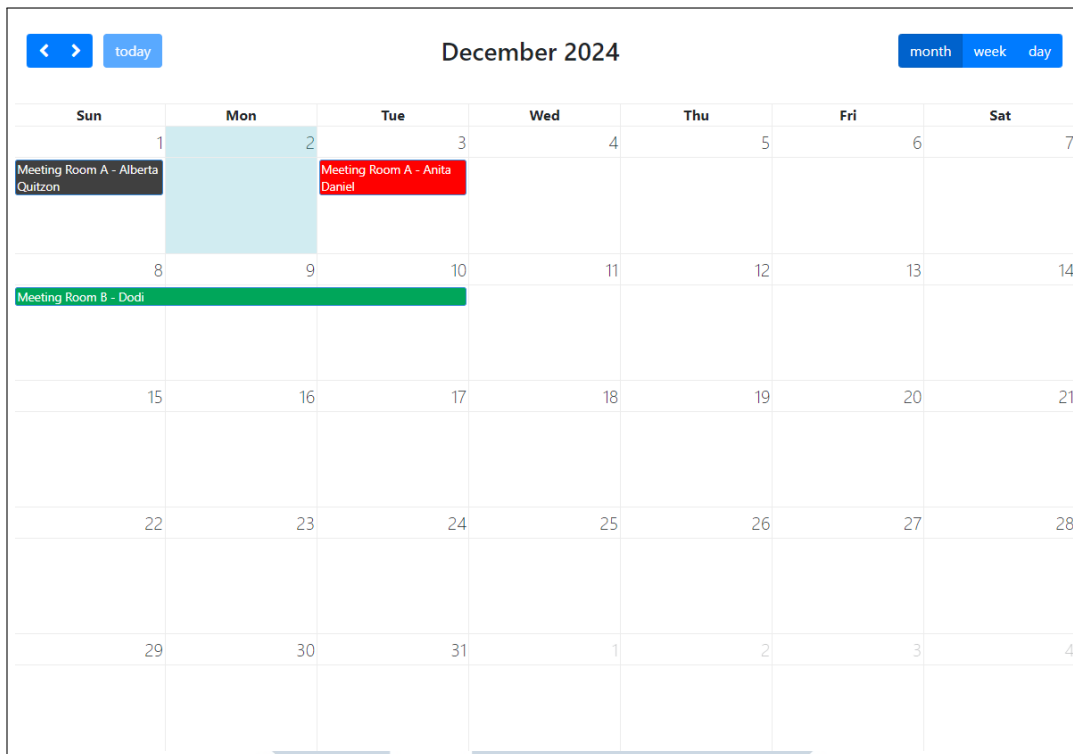 today
December 2024
month week day
Sun Mon Tue Wed Thu Fri Sat
1 2 3 4 5 6 7
Meeting Room A - Alberta
Quitzon
Meeting Room A - Anita
Daniel
8 9 10 11 12 13 14
Meeting Room B - Dodi
15 16 17 18 19 20 21
22 23 24 25 26 27 28
29 30 31 1 2 3 4